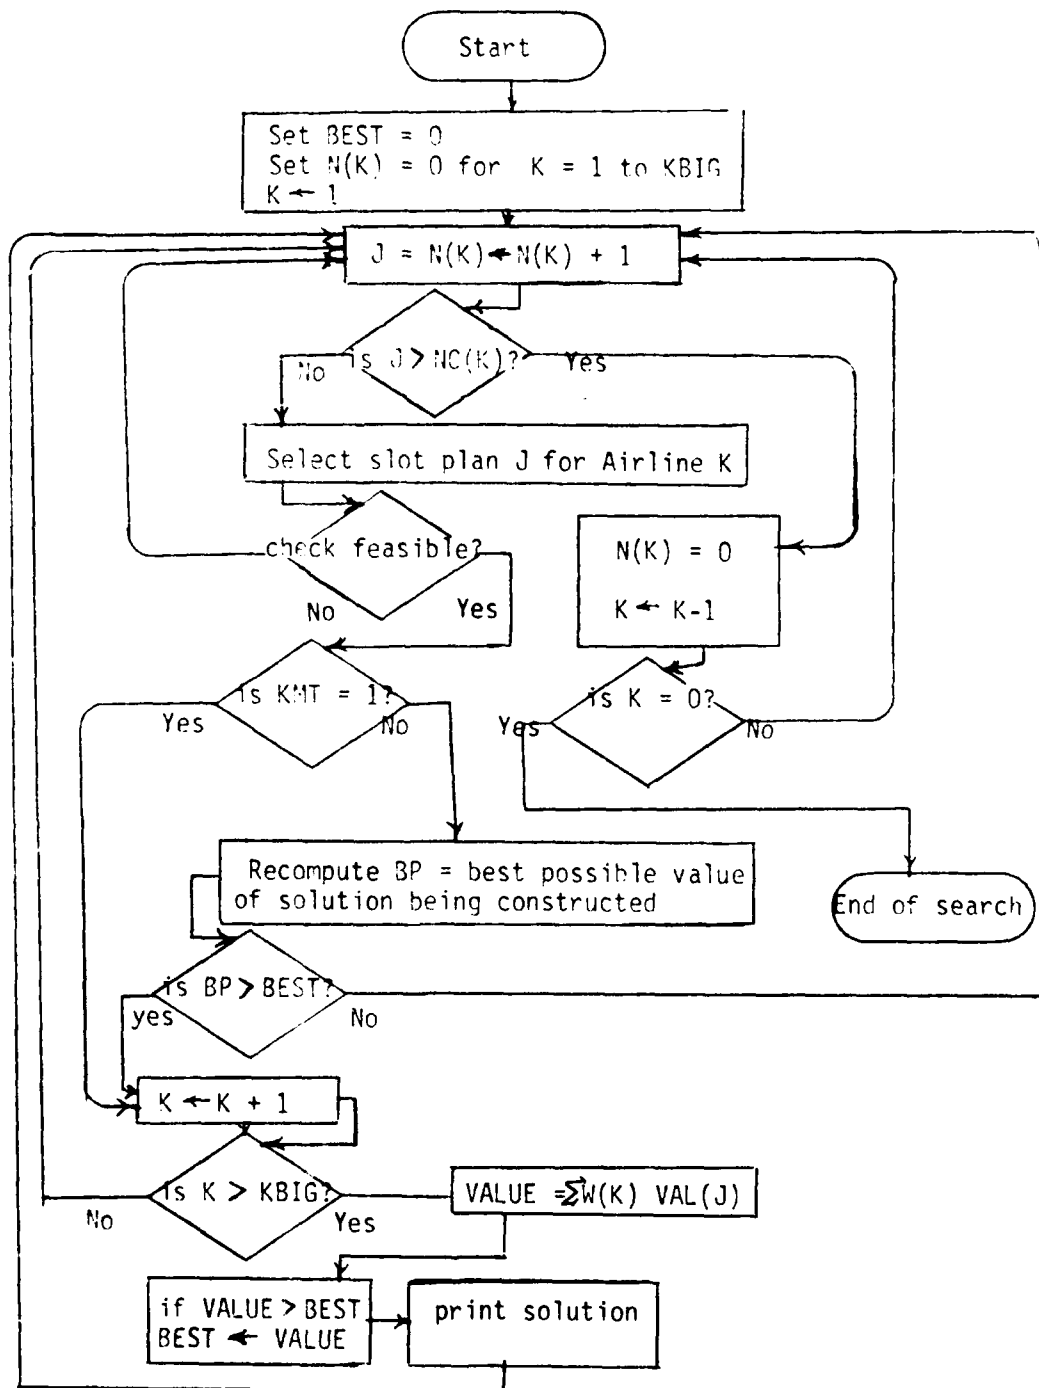 Start
Set BEST = 0
Set N(K) = 0 for K = 1 to KBIG
K ← 1
J = N(K) ← N(K) + 1
is J > NC(K)?
No
Yes
Select slot plan J for Airline K
check feasible?
No
Yes
N(K) = 0
K ← K-1
is KMT = 1?
Yes
No
is K = 0?
Yes
No
Recompute BP = best possible value
of solution being constructed
End of search
is BP > BEST?
yes
No
K ← K + 1
is K > KBIG?
No
Yes
VALUE = ΣW(K) VAL(J)
if VALUE > BEST
BEST ← VALUE
print solution